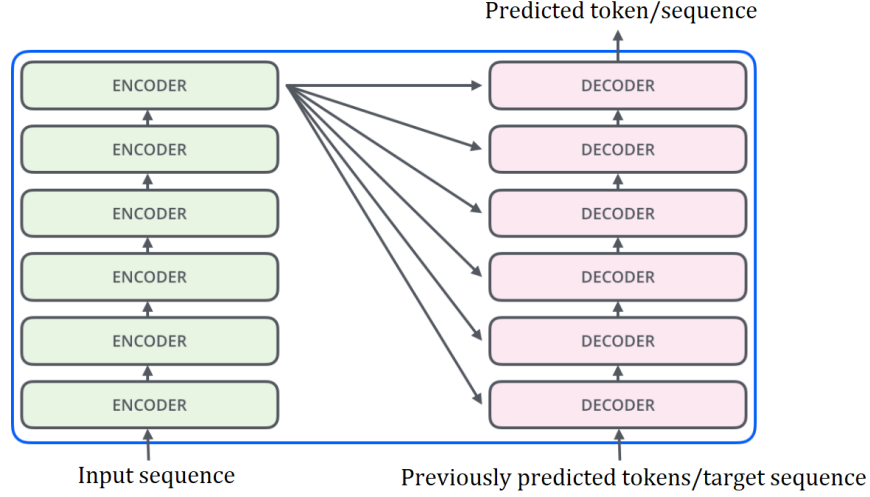 Predicted token/sequence
ENCODER
DECODER
ENCODER
DECODER
ENCODER
DECODER
ENCODER
DECODER
ENCODER
DECODER
ENCODER
DECODER
Input sequence
Previously predicted tokens/target sequence